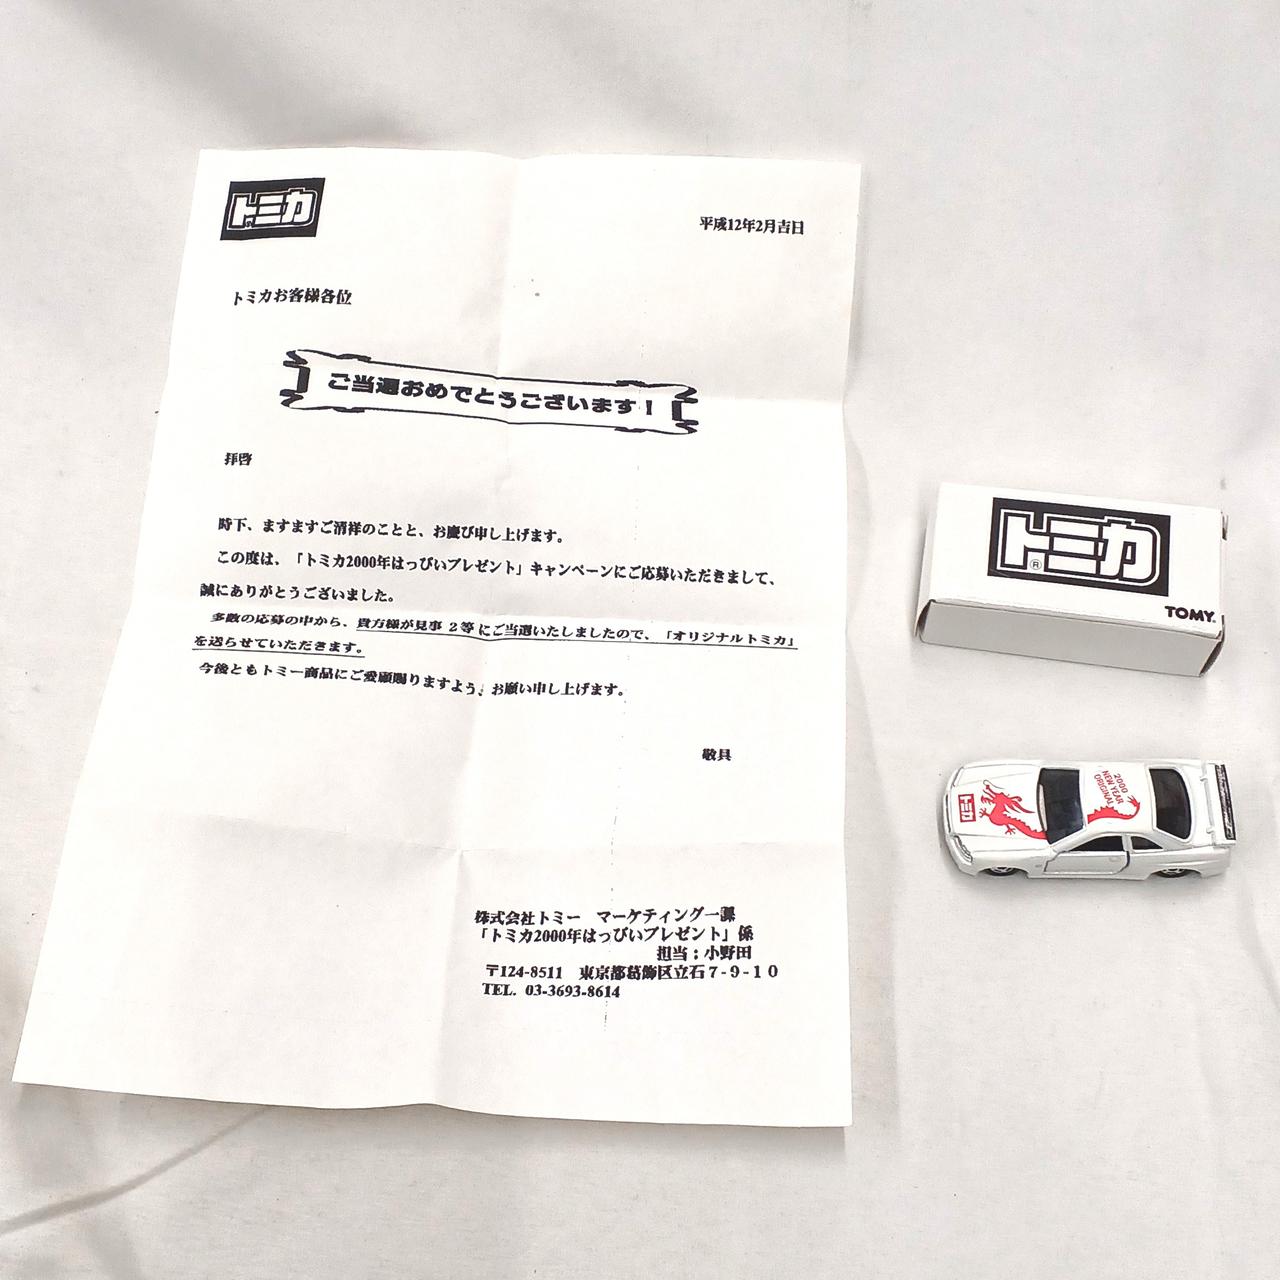 トミカ
平成12年2月吉日
トミカお客様各位
ご当選おめでとうございます！
拝啓
時下、ますますご清祥のことと、お慶び申し上げます。
この度は、「トミカ2000年はっぴいプレゼント」キャンペーンにご応募いただきまして、
誠にありがとうございました。
多数の応募の中から、貴方様が見事 2等にご当選いたしましたので、「オリジナルトミカ」
を送らせていただきます。
今後ともトミー商品にご愛顧賜りますよう、お願い申し上げます。
敬具
株式会社トミー マーケティング一課
「トミカ2000年はっぴいプレゼント」係
担当：小野田
〒124-8511 東京都葛飾区立石7-9-10
TEL. 03-3693-8614
トミカ®
TOMY.
トミカ
2000
NEW YEAR
ORIGINAL